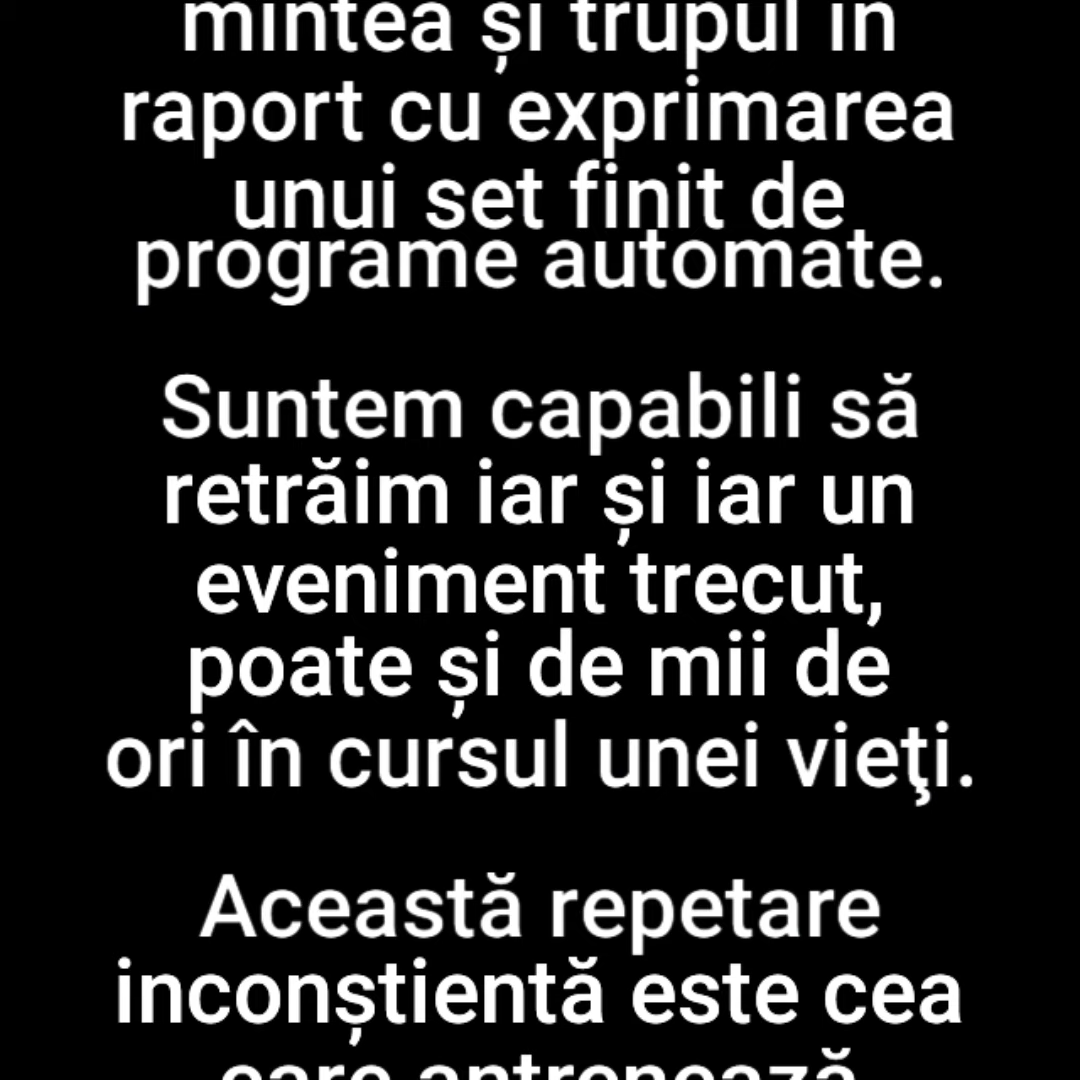 mintea și trupul în
raport cu exprimarea
unui set finit de
programe automate.
Suntem capabili să
retrăim iar și iar un
eveniment trecut,
poate și de mii de
ori în cursul unei vieţi.
Această repetare
inconștientă este cea
care antrenează